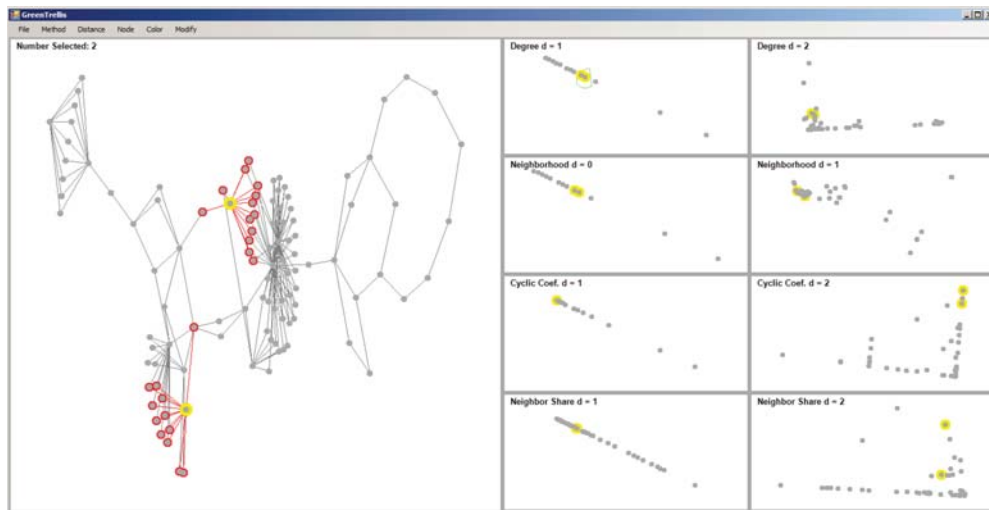 GreenTrellis
File Method Distance Node Color Modify
Number Selected: 2
Degree d = 1
Degree d = 2
Neighborhood d = 0
Neighborhood d = 1
Cyclic Coef. d = 1
Cyclic Coef. d = 2
Neighbor Share d = 1
Neighbor Share d = 2